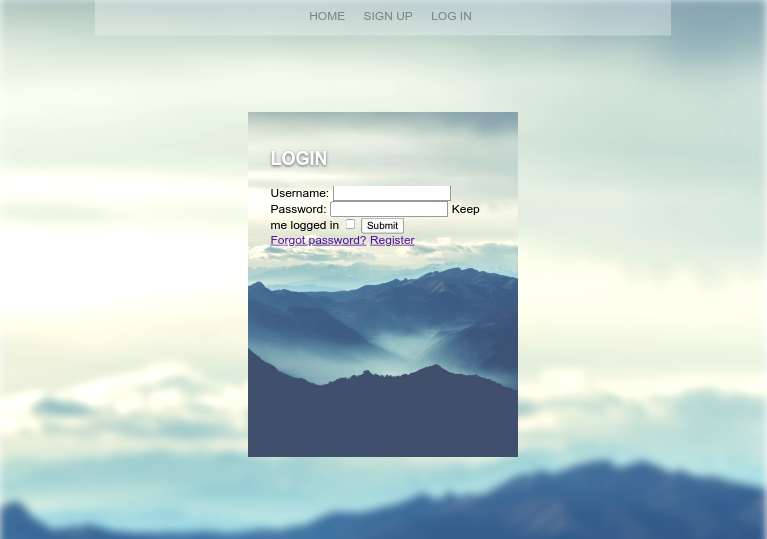 HOME SIGN UP LOG IN
LOGIN
Username:
Password: Keep
me logged in Submit
Forgot password? Register